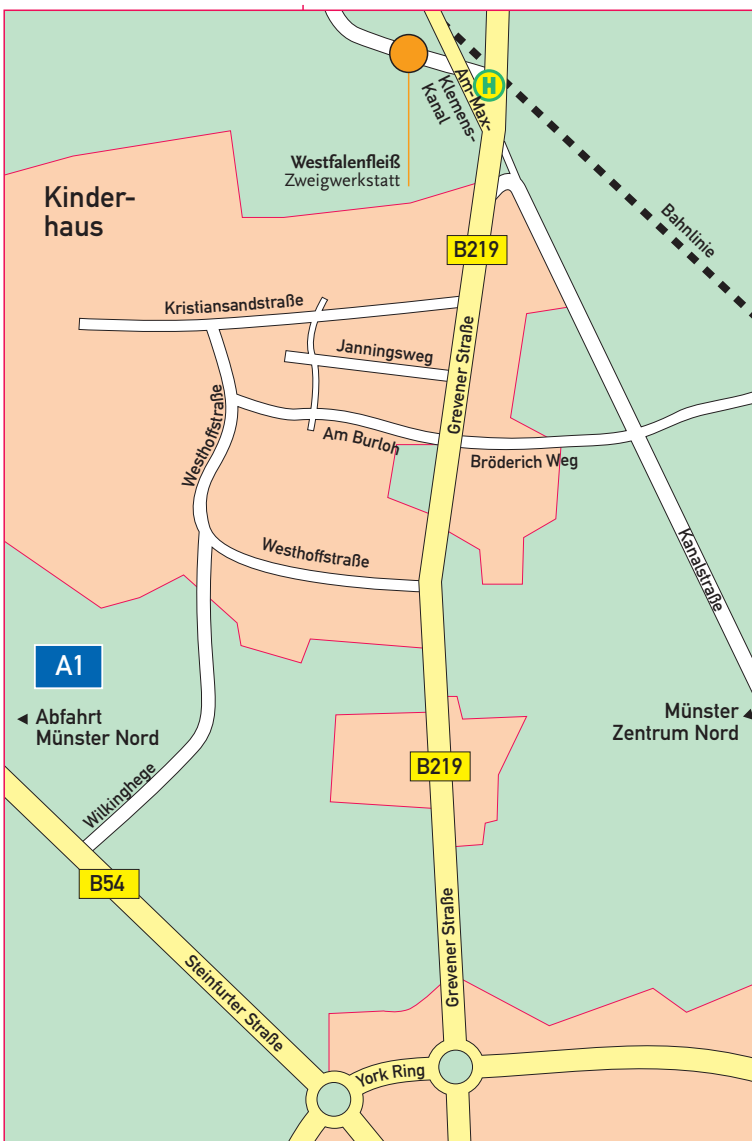 Am-Max-
Klemens-
Kanal
H
Westfalenfleiß
Zweigwerkstatt
Kinder-
haus
Bahnlinie
B219
Kristiansandstraße
Janningsweg
Grevener Straße
Westhoffstraße
Am Burloh
Bröderich Weg
Westhoffstraße
Kanalstraße
A1
Abfahrt
Münster Nord
Münster
Zentrum Nord
B219
Wilkinghege
B54
Grevener Straße
Steinfurter Straße
York Ring